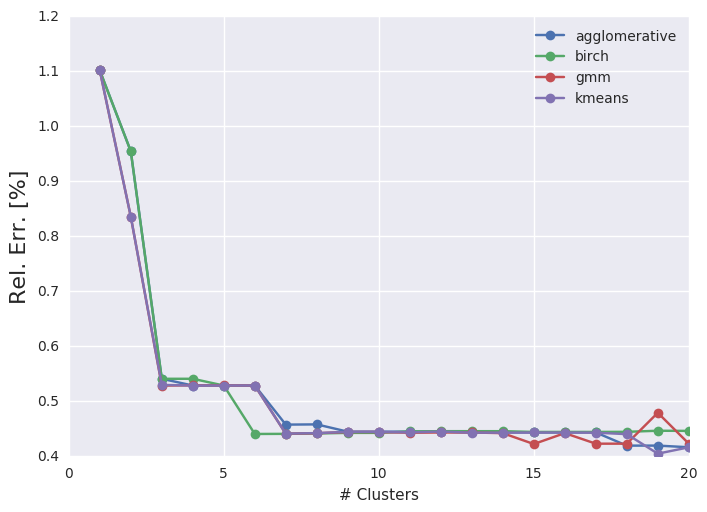 1.2
1.1
1.0
0.9
0.8
0.7
0.6
0.5
0.4
Rel. Err. [%]
agglomerative
birch
gmm
kmeans
0 5 10 15 20
# Clusters